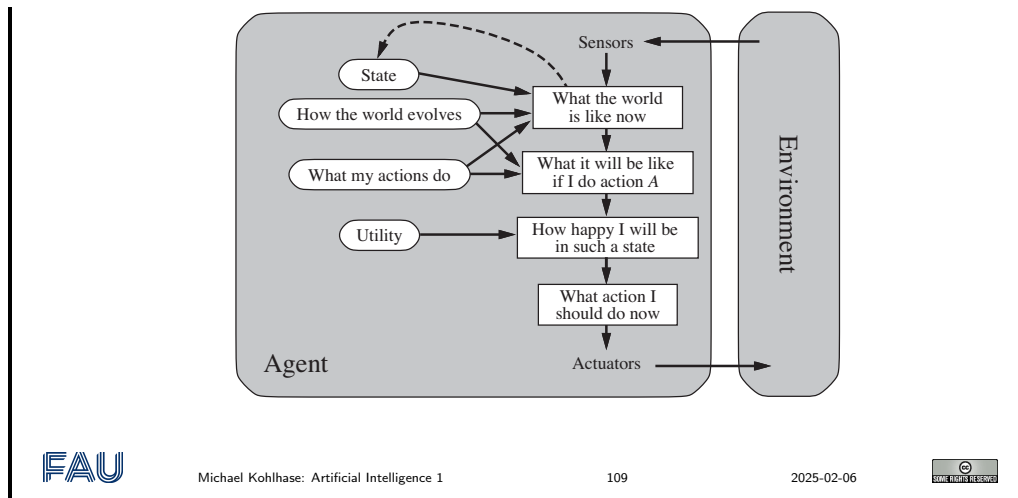 Sensors
State
What the world
is like now
How the world evolves
What it will be like
if I do action A
What my actions do
Utility
How happy I will be
in such a state
What action I
should do now
Agent
Actuators
Environment
FAU
Michael Kohlhase: Artificial Intelligence 1
109
2025-02-06
cc
SOME RIGHTS RESERVED